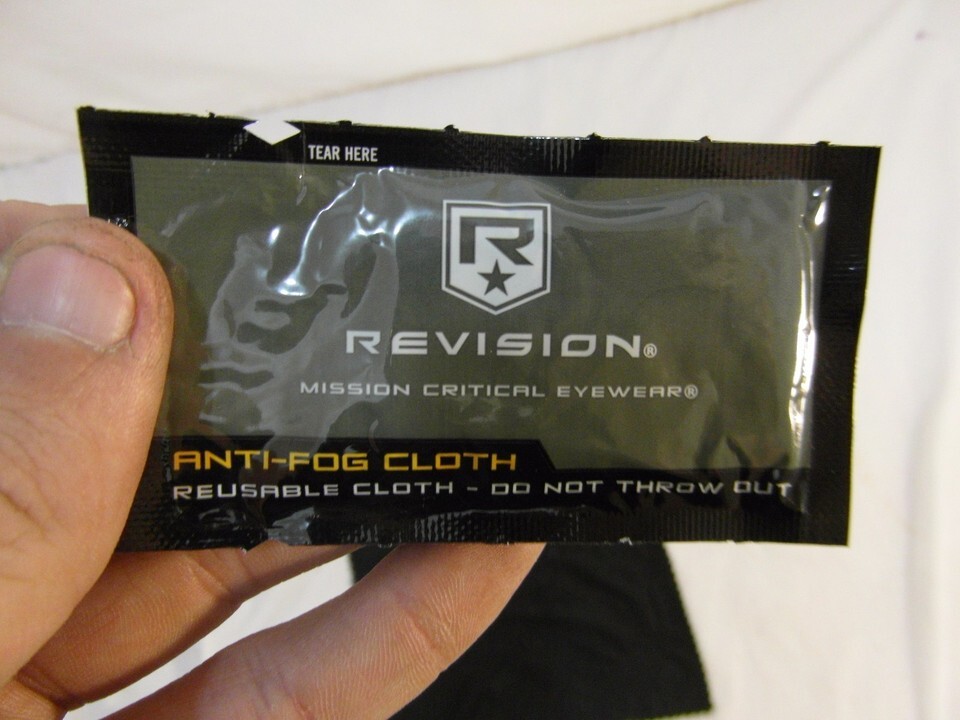 TEAR HERE
R
REVISION®
MISSION CRITICAL EYEWEAR®
ANTI-FOG CLOTH
REUSABLE CLOTH - DO NOT THROW OUT